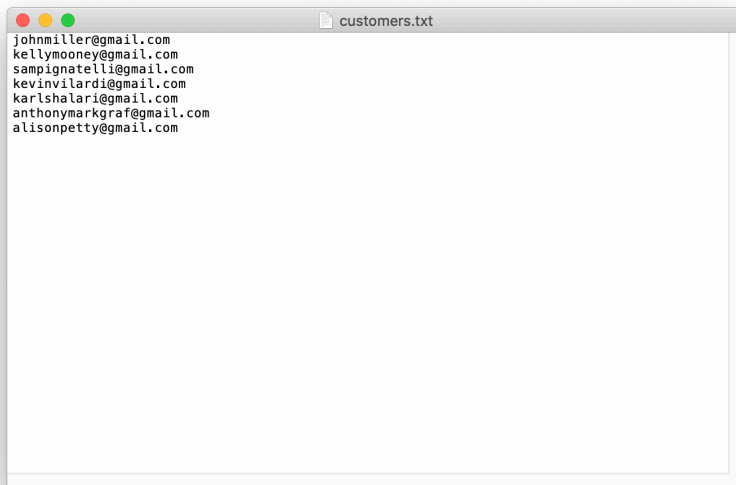 customers.txt
johnmiller@gmail.com
kellymooney@gmail.com
sampignatelli@gmail.com
kevinvilardi@gmail.com
karlshalari@gmail.com
anthonymarkgraf@gmail.com
alisonpetty@gmail.com